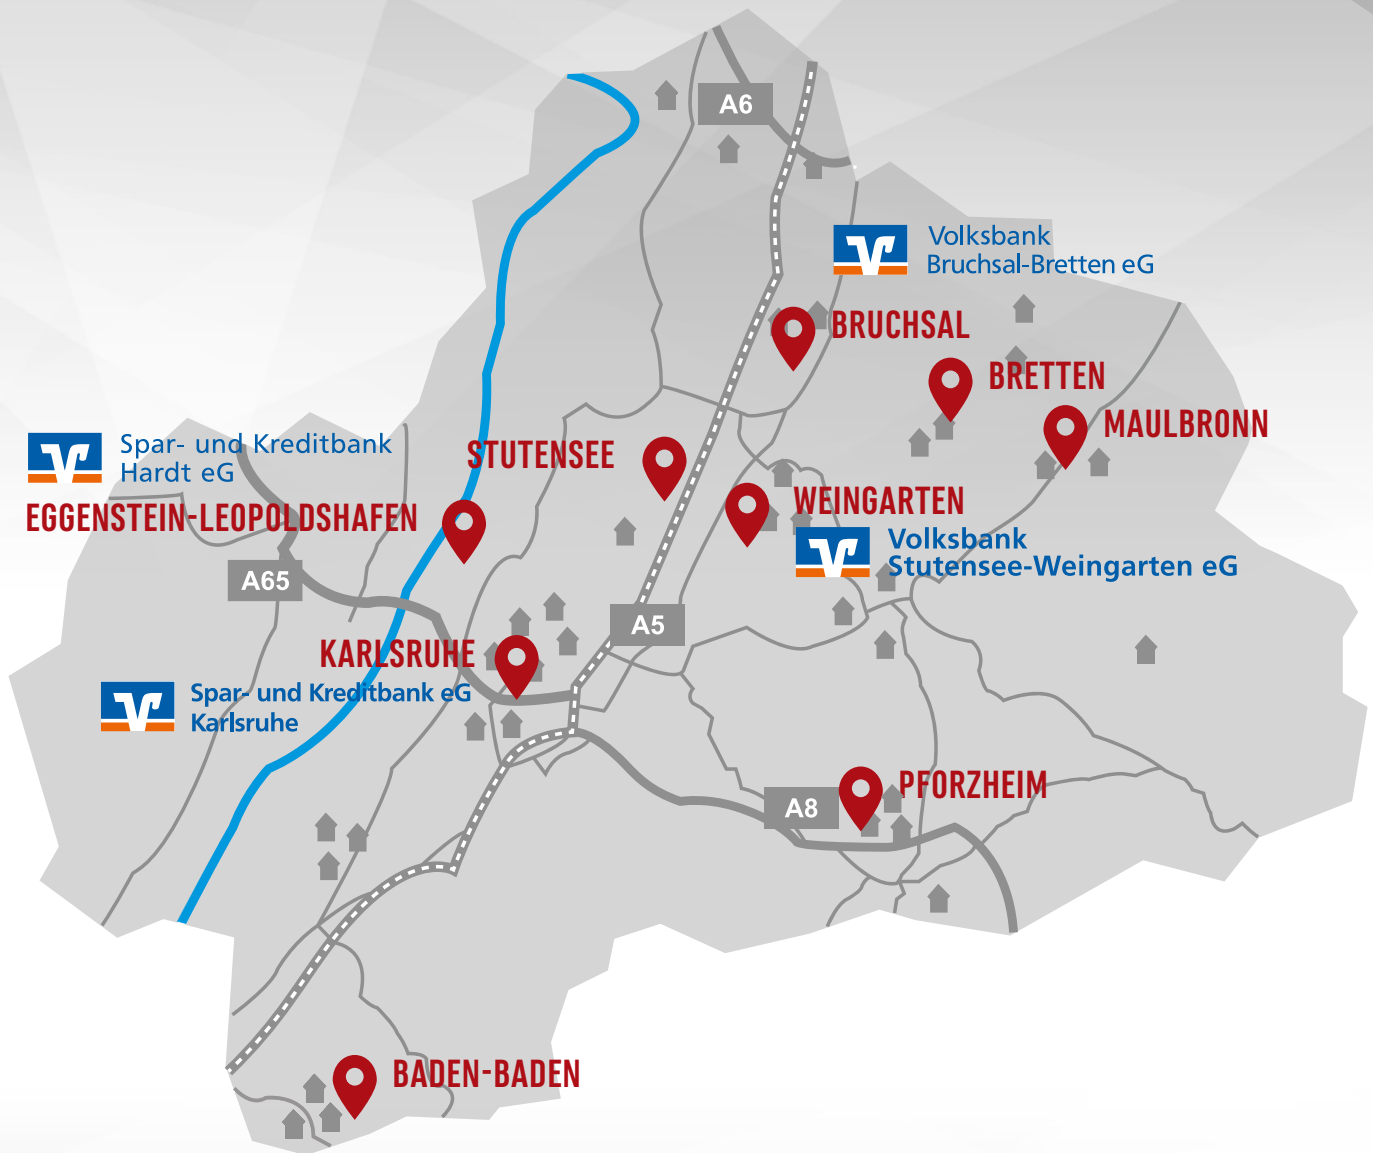 A6
Volksbank
Bruchsal-Bretten eG
BRUCHSAL
BRETTEN
MAULBRONN
Spar- und Kreditbank
Hardt eG
STUTENSEE
EGGENSTEIN-LEOPOLDSHAFEN
WEINGARTEN
Volksbank
Stutensee-Weingarten eG
A65
A5
KARLSRUHE
Spar- und Kreditbank eG
Karlsruhe
PFORZHEIM
A8
BADEN-BADEN